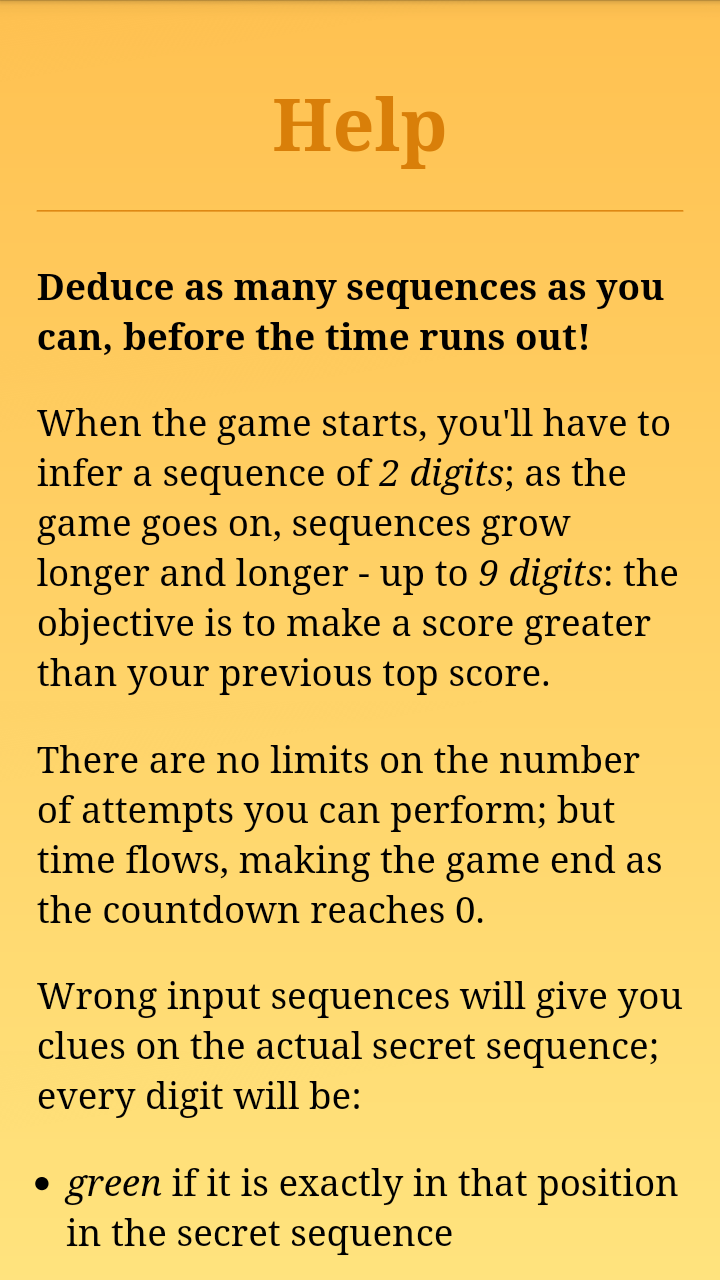 Help
Deduce as many sequences as you
can, before the time runs out!
When the game starts, you'll have to
infer a sequence of 2 digits; as the
game goes on, sequences grow
longer and longer - up to 9 digits: the
objective is to make a score greater
than your previous top score.
There are no limits on the number
of attempts you can perform; but
time flows, making the game end as
the countdown reaches 0.
Wrong input sequences will give you
clues on the actual secret sequence;
every digit will be:
• green if it is exactly in that position
in the secret sequence